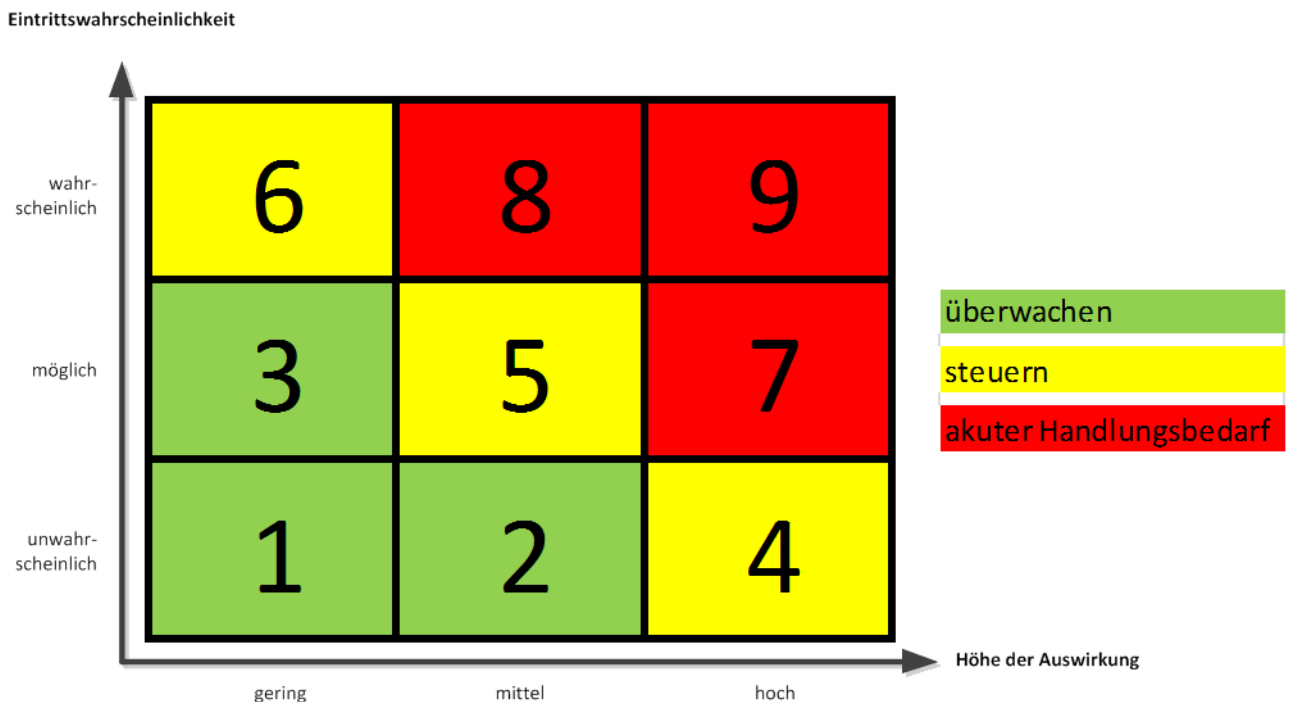 Eintrittswahrscheinlichkeit
wahr-
scheinlich
6
8
9
möglich
3
5
7
unwahr-
scheinlich
1
2
4
gering
mittel
hoch
Höhe der Auswirkung
überwachen
steuern
akuter Handlungsbedarf